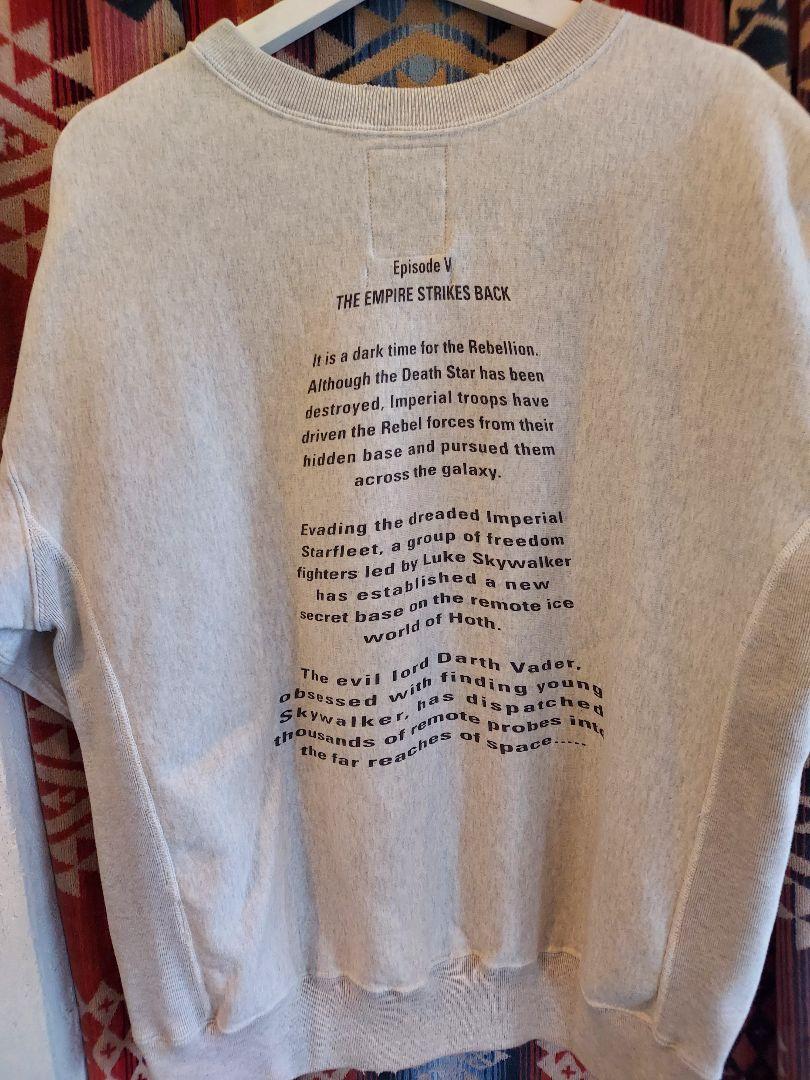 Episode V
THE EMPIRE STRIKES BACK
It is a dark time for the Rebellion.
Although the Death Star has been
destroyed, Imperial troops have
driven the Rebel forces from their
hidden base and pursued them
across the galaxy.
Evading the dreaded Imperial
Starfleet, a group of freedom
fighters led by Luke Skywalker
has established a new
secret base on the remote ice
world of Hoth.
The evil lord Darth Vader,
obsessed with finding young
Skywalker, has dispatched
thousands of remote probes into
the far reaches of space.....